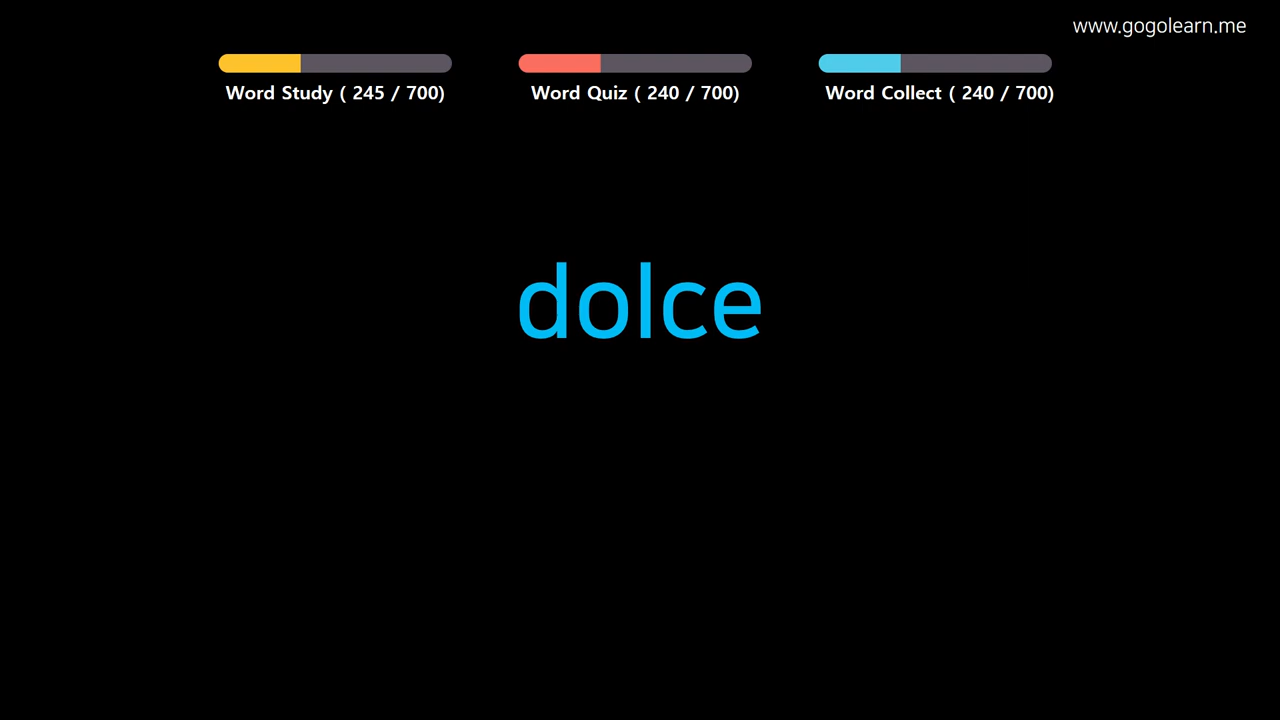 www.gogolearn.me
Word Study ( 245 / 700)
Word Quiz ( 240 / 700)
Word Collect ( 240 / 700)
dolce